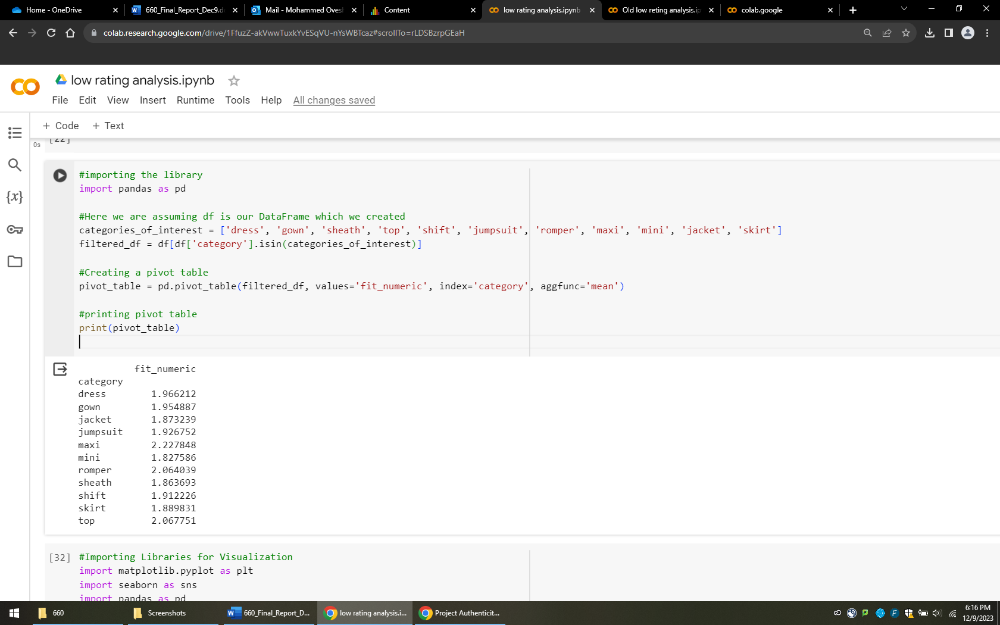 Home - OneDrive
660_Final_Report_Dec9.d
Mail - Mohammed Oves
Content
low rating analysis.ipynb
Old low reting analysis.ip
colab.google
colab.research.google.com/drive/1FfuzZ-akVwwTuxkYvESqVU-nYsWBTcaz#scrollTo=rLDSBzrpGEaH
low rating analysis.ipynb
File Edit View Insert Runtime Tools Help All changes saved
+ Code + Text
0s
[22]
#importing the library
import pandas as pd
#Here we are assuming df is our DataFrame which we created
categories_of_interest = ['dress', 'gown', 'sheath', 'top', 'shift', 'jumpsuit', 'romper', 'maxi', 'mini', 'jacket', 'skirt']
filtered_df = df[df['category'].isin(categories_of_interest)]
#Creating a pivot table
pivot_table = pd.pivot_table(filtered_df, values='fit_numeric', index='category', aggfunc='mean')
#printing pivot table
print(pivot_table)
fit_numeric
category
dress 1.966212
gown 1.954887
jacket 1.873239
jumpsuit 1.926752
maxi 2.227848
mini 1.827586
romper 2.064039
sheath 1.863693
shift 1.912226
skirt 1.889831
top 2.067751
[32] #Importing Libraries for Visualization
import matplotlib.pyplot as plt
import seaborn as sns
import pandas as pd
660
Screenshots
660_Final_Report_D...
low rating analysis.i...
Project Authenticit...
6:16 PM
12/9/2023